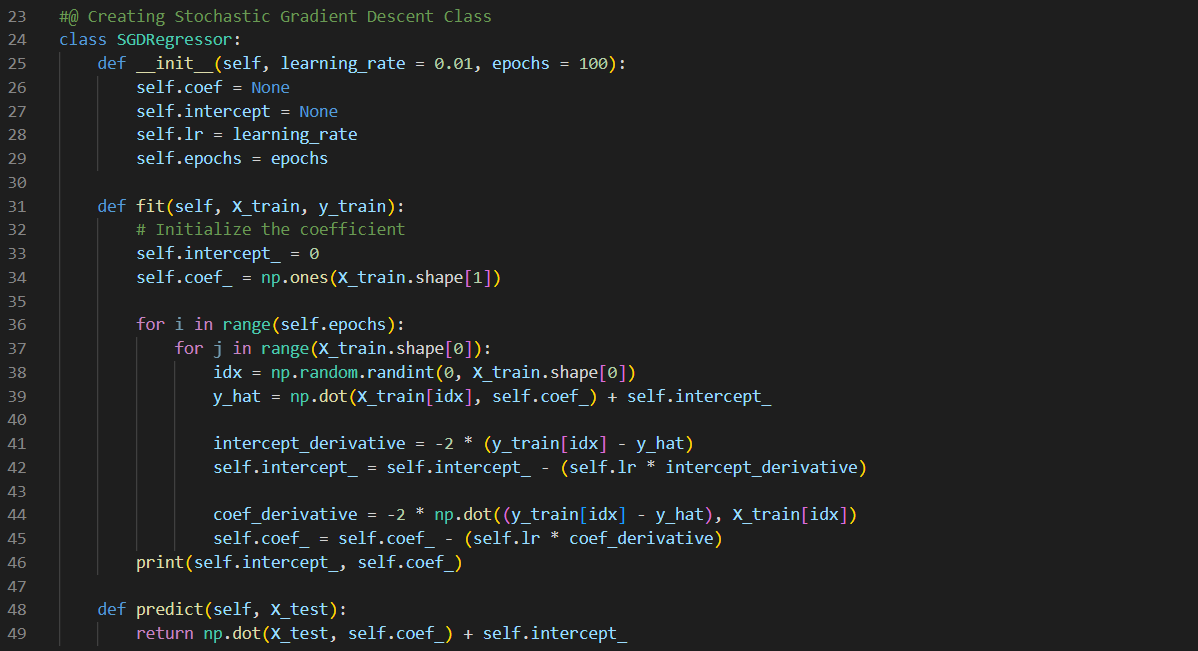 23 #@ Creating Stochastic Gradient Descent Class
24 class SGDRegressor:
25     def __init__(self, learning_rate = 0.01, epochs = 100):
26         self.coef = None
27         self.intercept = None
28         self.lr = learning_rate
29         self.epochs = epochs
30
31     def fit(self, X_train, y_train):
32         # Initialize the coefficient
33         self.intercept_ = 0
34         self.coef_ = np.ones(X_train.shape[1])
35
36         for i in range(self.epochs):
37             for j in range(X_train.shape[0]):
38                 idx = np.random.randint(0, X_train.shape[0])
39                 y_hat = np.dot(X_train[idx], self.coef_) + self.intercept_
40
41                 intercept_derivative = -2 * (y_train[idx] - y_hat)
42                 self.intercept_ = self.intercept_ - (self.lr * intercept_derivative)
43
44                 coef_derivative = -2 * np.dot((y_train[idx] - y_hat), X_train[idx])
45                 self.coef_ = self.coef_ - (self.lr * coef_derivative)
46         print(self.intercept_, self.coef_)
47
48     def predict(self, X_test):
49         return np.dot(X_test, self.coef_) + self.intercept_